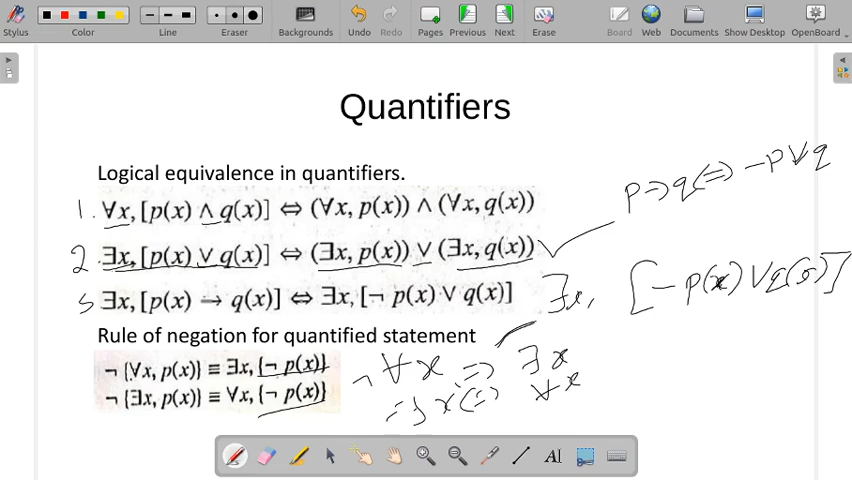 Stylus Color Line Eraser Backgrounds Undo Redo Pages Previous Next Erase Board Web Documents Show Desktop OpenBoard
Quantifiers
Logical equivalence in quantifiers.
p→q⇔¬p∨q
1. ∀x, [p(x) ∧ q(x)] ⇔ (∀x, p(x)) ∧ (∀x, q(x))
2. ∃x, [p(x) ∨ q(x)] ⇔ (∃x, p(x)) ∨ (∃x, q(x))
3 ∃x, [p(x) → q(x)] ⇔ ∃x, [¬ p(x) ∨ q(x)]
∃x, [¬p(x) ∨ q(x)]
Rule of negation for quantified statement
¬ {∀x, p(x)} ≡ ∃x, {¬ p(x)}
¬ {∃x, p(x)} ≡ ∀x, {¬ p(x)}
¬ ∀x ⇒ ∃x
¬∃x⇔ ∀x